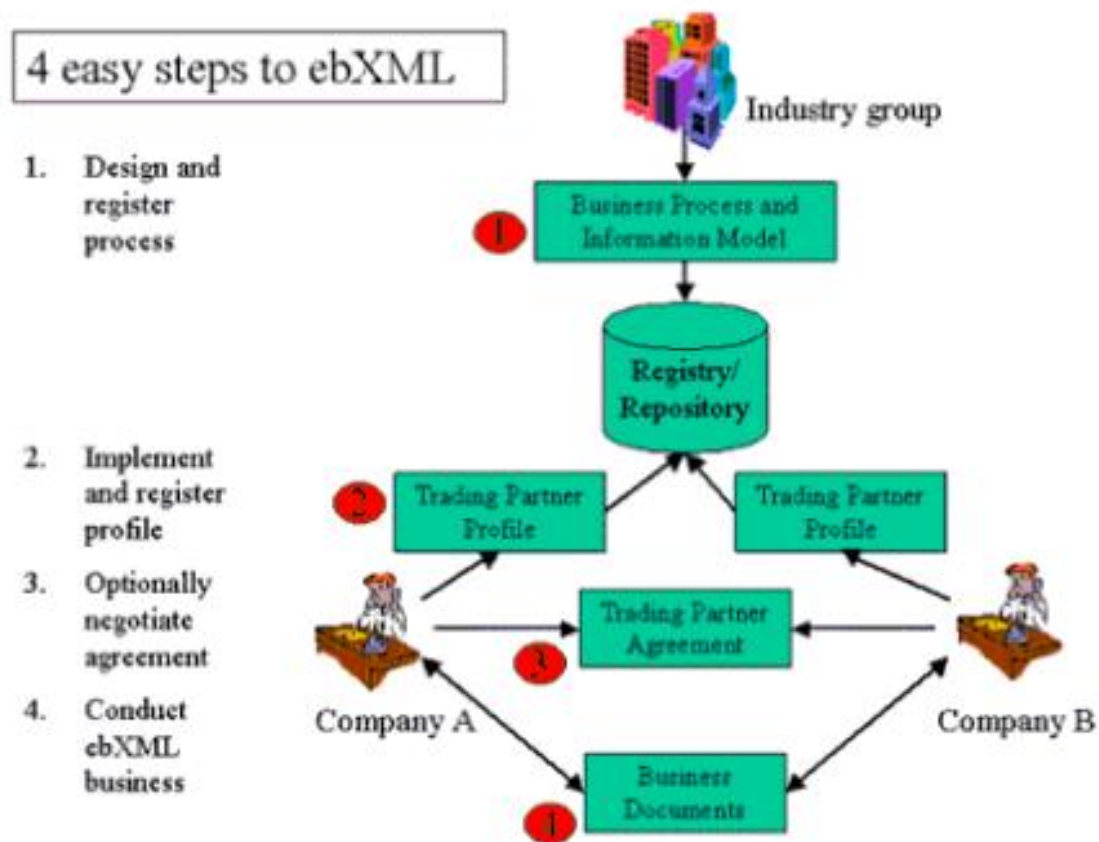 4 easy steps to ebXML
Industry group
1. Design and
register
process
1
Business Process and
Information Model
Registry/
Repository
2. Implement
and register
profile
2
Trading Partner
Profile
Trading Partner
Profile
3. Optionally
negotiate
agreement
Trading Partner
Agreement
3
4. Conduct
ebXML
business
Company A
Company B
Business
Documents
4